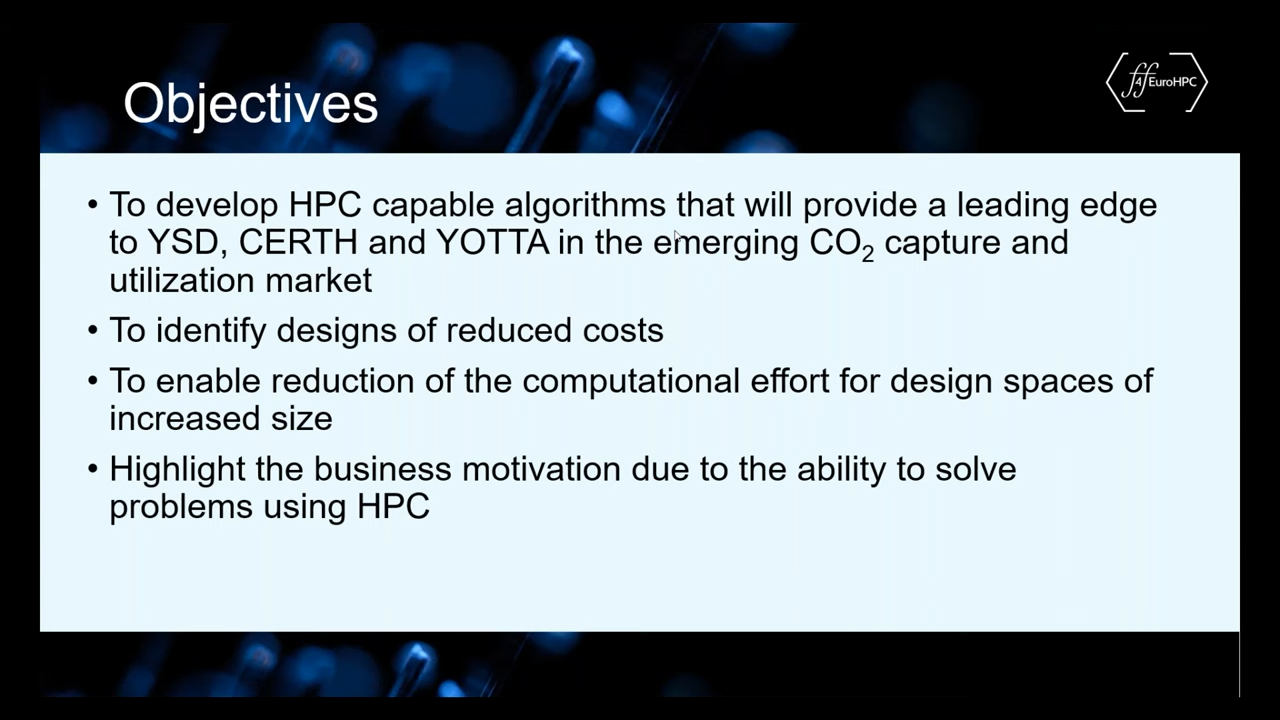 Objectives
ff4EuroHPC
• To develop HPC capable algorithms that will provide a leading edge
to YSD, CERTH and YOTTA in the emerging CO₂ capture and
utilization market
• To identify designs of reduced costs
• To enable reduction of the computational effort for design spaces of
increased size
• Highlight the business motivation due to the ability to solve
problems using HPC